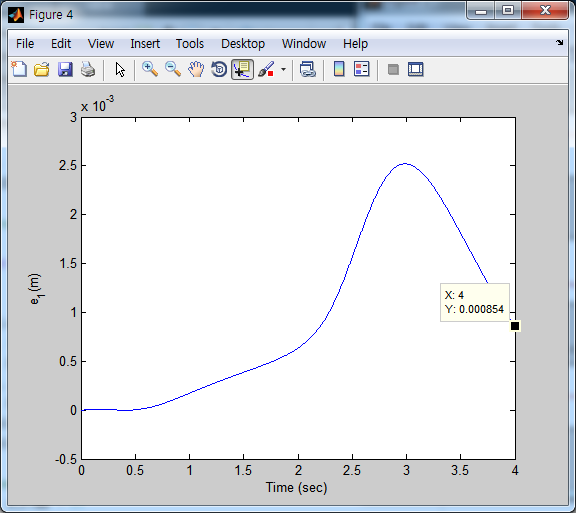 Figure 4
File Edit View Insert Tools Desktop Window Help
x 10^-3
3
2.5
2
1.5
1
0.5
0
-0.5
e_1 (m)
X: 4
Y: 0.000854
0 0.5 1 1.5 2 2.5 3 3.5 4
Time (sec)